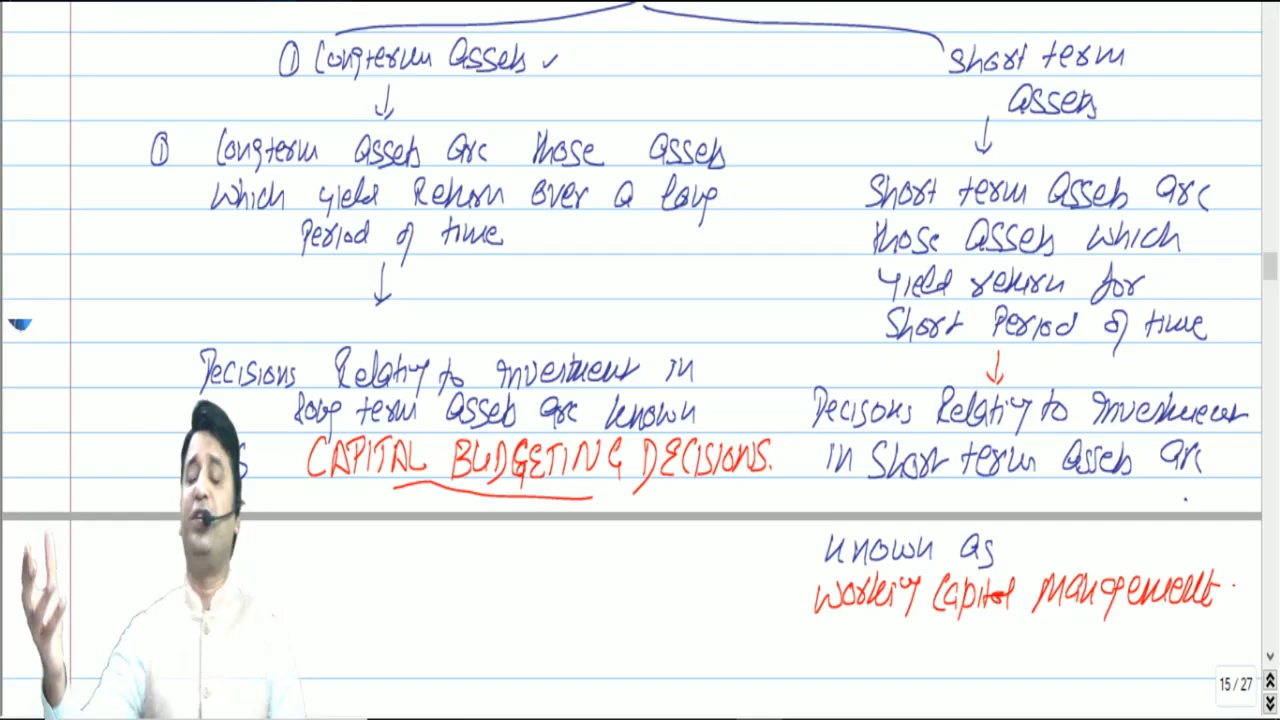 ① Longterm Assets ✓
Short term
Assets
① Longterm Assets are those Assets
which yield Return over a long
Period of time
Short term Assets are
those Assets which
yield return for
Short Period of time
Decisions Relating to Investment in
long term Assets are known
S CAPITAL BUDGETING DECISIONS.
Decisons Relating to Investment
in Short term Assets are
known as
Working Capital Management.
15 / 27